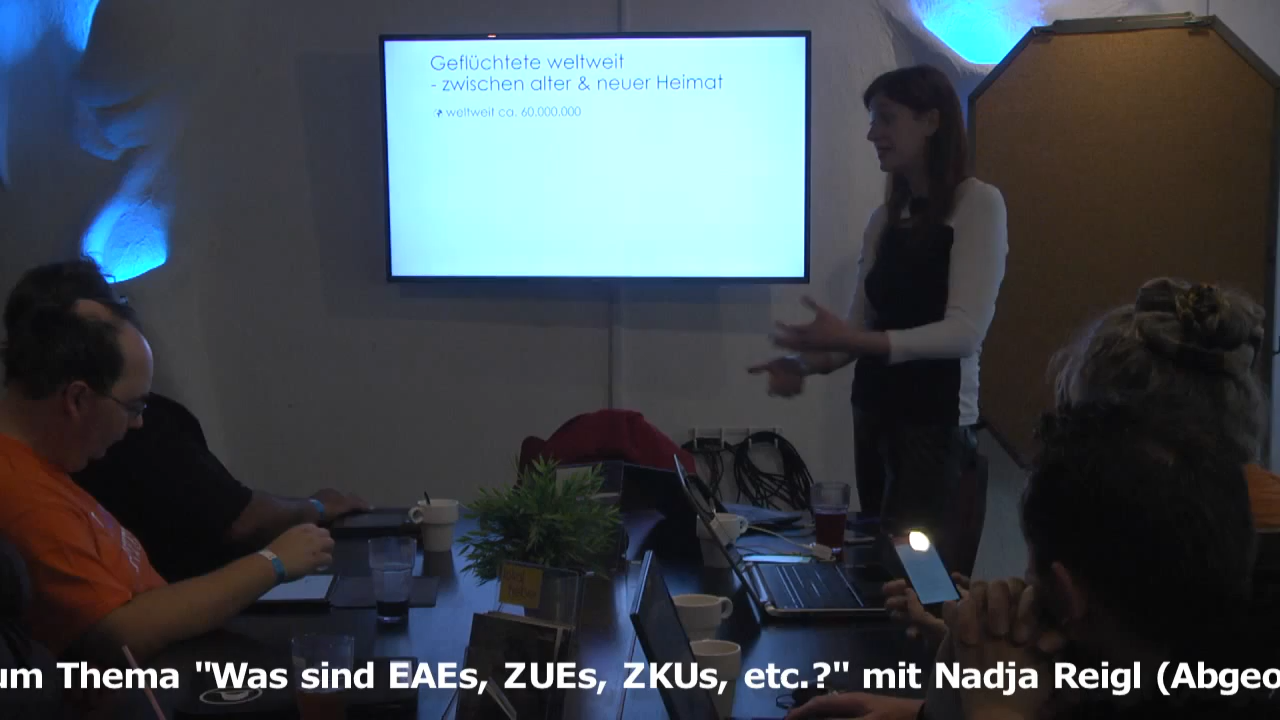 Geflüchtete weltweit
- zwischen alter & neuer Heimat
weltweit ca. 60.000.000
um Thema "Was sind EAEs, ZUEs, ZKUs, etc.?" mit Nadja Reigl (Abgeo